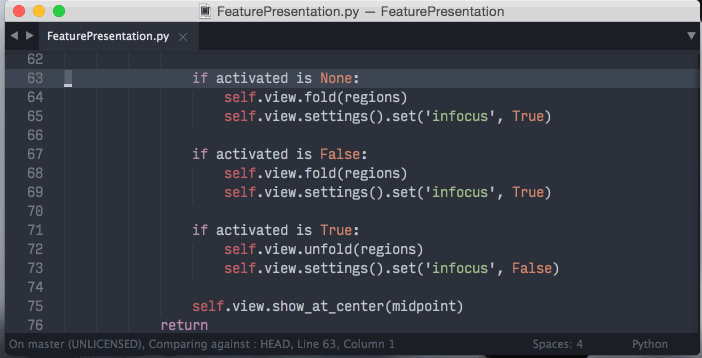 FeaturePresentation.py — FeaturePresentation
FeaturePresentation.py ×
62
63 if activated is None:
64 self.view.fold(regions)
65 self.view.settings().set('infocus', True)
66
67 if activated is False:
68 self.view.fold(regions)
69 self.view.settings().set('infocus', True)
70
71 if activated is True:
72 self.view.unfold(regions)
73 self.view.settings().set('infocus', False)
74
75 self.view.show_at_center(midpoint)
76 return
On master (UNLICENSED), Comparing against : HEAD, Line 63, Column 1 Spaces: 4 Python